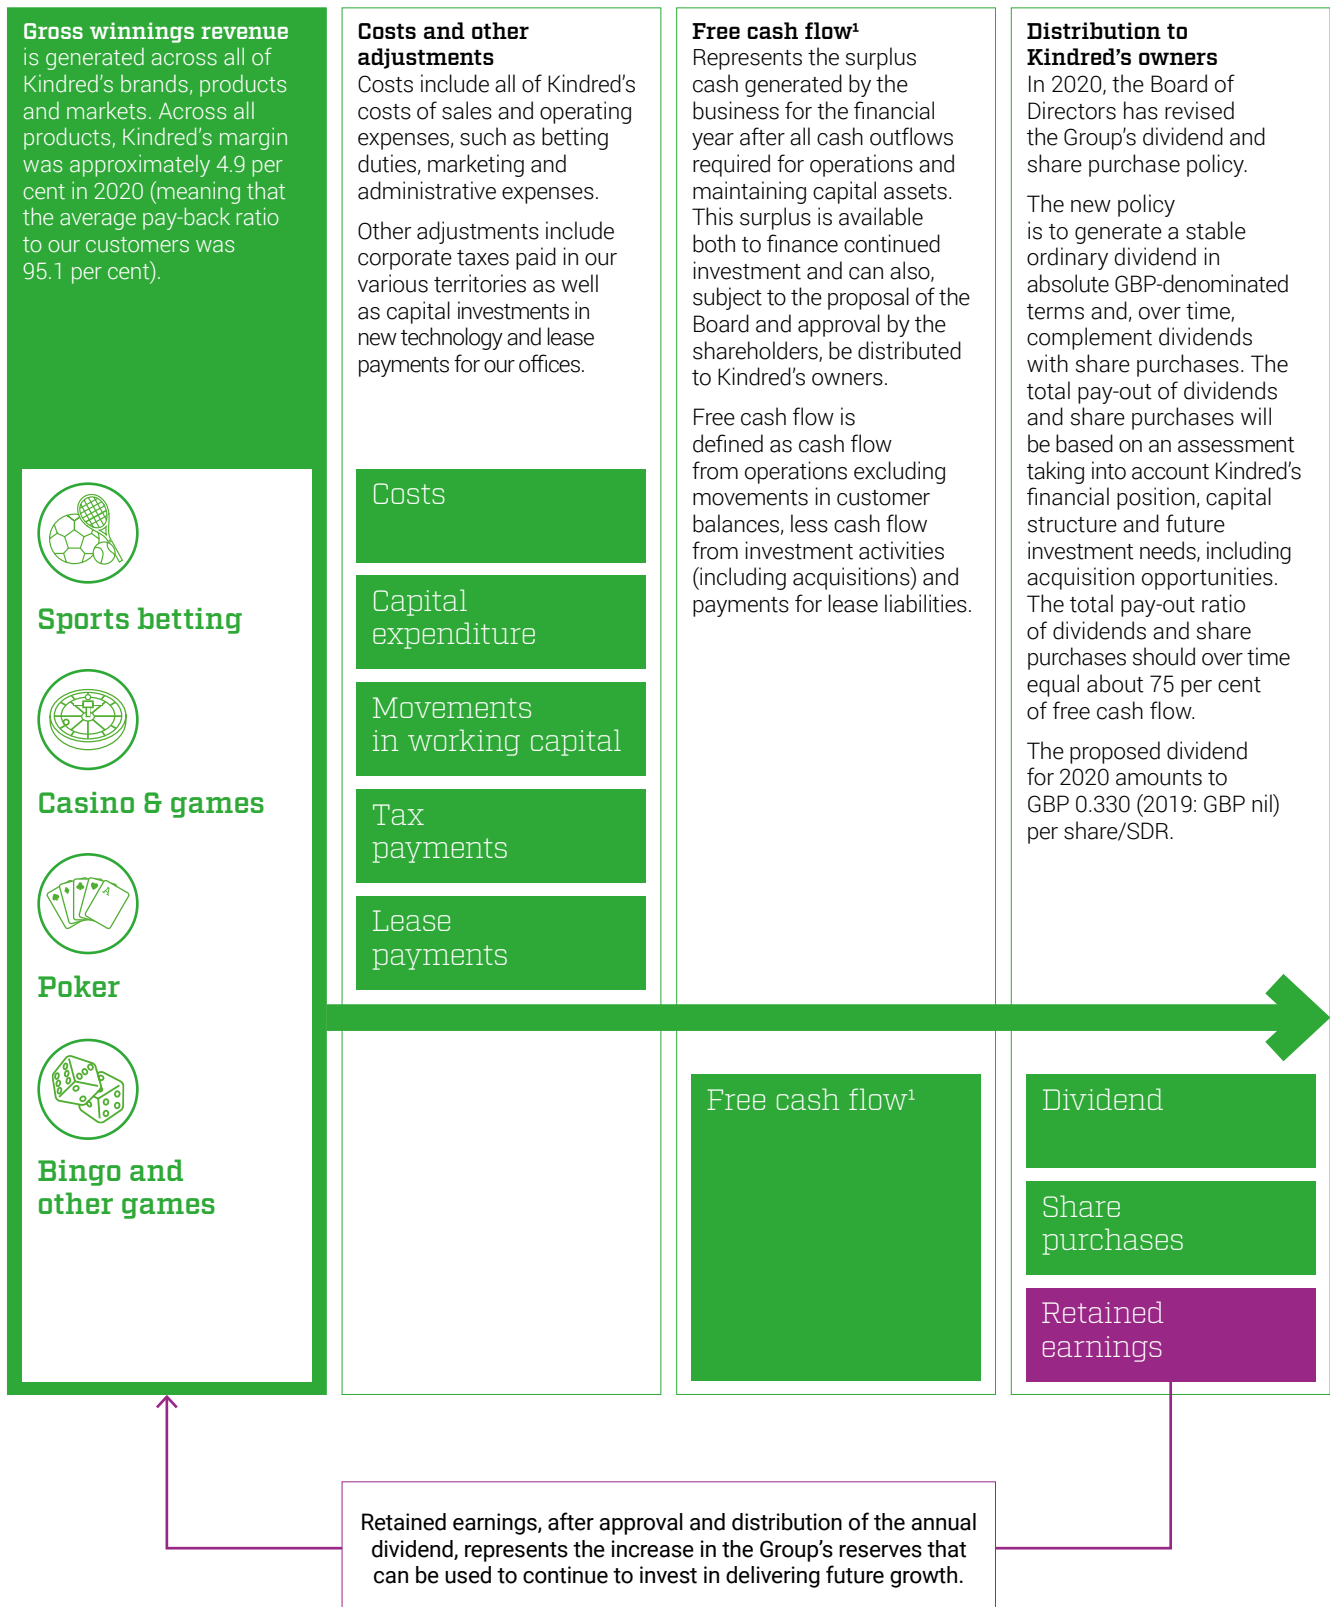 Gross winnings revenue
is generated across all of
Kindred's brands, products
and markets. Across all
products, Kindred's margin
was approximately 4.9 per
cent in 2020 (meaning that
the average pay-back ratio
to our customers was
95.1 per cent).
Sports betting
Casino & games
Poker
Bingo and
other games
Costs and other
adjustments
Costs include all of Kindred's
costs of sales and operating
expenses, such as betting
duties, marketing and
administrative expenses.
Other adjustments include
corporate taxes paid in our
various territories as well
as capital investments in
new technology and lease
payments for our offices.
Costs
Capital
expenditure
Movements
in working capital
Tax
payments
Lease
payments
Free cash flow¹
Represents the surplus
cash generated by the
business for the financial
year after all cash outflows
required for operations and
maintaining capital assets.
This surplus is available
both to finance continued
investment and can also,
subject to the proposal of the
Board and approval by the
shareholders, be distributed
to Kindred's owners.
Free cash flow is
defined as cash flow
from operations excluding
movements in customer
balances, less cash flow
from investment activities
(including acquisitions) and
payments for lease liabilities.
Free cash flow¹
Distribution to
Kindred's owners
In 2020, the Board of
Directors has revised
the Group's dividend and
share purchase policy.
The new policy
is to generate a stable
ordinary dividend in
absolute GBP-denominated
terms and, over time,
complement dividends
with share purchases. The
total pay-out of dividends
and share purchases will
be based on an assessment
taking into account Kindred's
financial position, capital
structure and future
investment needs, including
acquisition opportunities.
The total pay-out ratio
of dividends and share
purchases should over time
equal about 75 per cent
of free cash flow.
The proposed dividend
for 2020 amounts to
GBP 0.330 (2019: GBP nil)
per share/SDR.
Dividend
Share
purchases
Retained
earnings
Retained earnings, after approval and distribution of the annual
dividend, represents the increase in the Group's reserves that
can be used to continue to invest in delivering future growth.